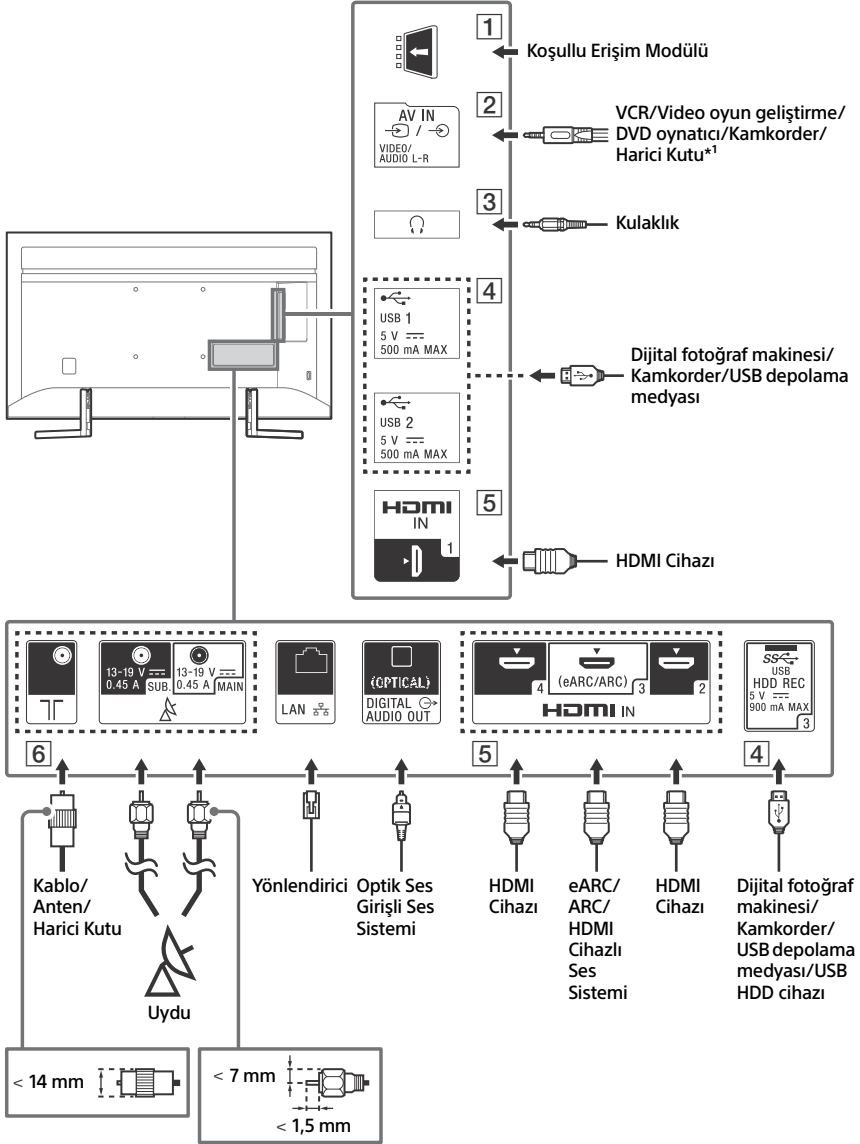 1
Koşullu Erişim Modülü
2
AV IN
/
VIDEO/
AUDIO L-R
VCR/Video oyun geliştirme/
DVD oynatıcı/Kamkorder/
Harici Kutu*1
3
Kulaklık
4
USB 1
5 V
500 mA MAX
USB 2
5 V
500 mA MAX
Dijital fotoğraf makinesi/
Kamkorder/USB depolama
medyası
5
HDMI
IN
1
HDMI Cihazı
13-19 V
0.45 A
SUB.
13-19 V
0.45 A
MAIN
LAN
(OPTICAL)
DIGITAL
AUDIO OUT
4
(eARC/ARC)
3
2
HDMI IN
SS
USB
HDD REC
5 V
900 mA MAX
3
6
5
4
Kablo/
Anten/
Harici Kutu
Uydu
Yönlendirici
Optik Ses
Girişli Ses
Sistemi
HDMI
Cihazı
eARC/
ARC/
HDMI
Cihazlı
Ses
Sistemi
HDMI
Cihazı
Dijital fotoğraf
makinesi/
Kamkorder/
USB depolama
medyası/USB
HDD cihazı
< 14 mm
< 7 mm
< 1,5 mm